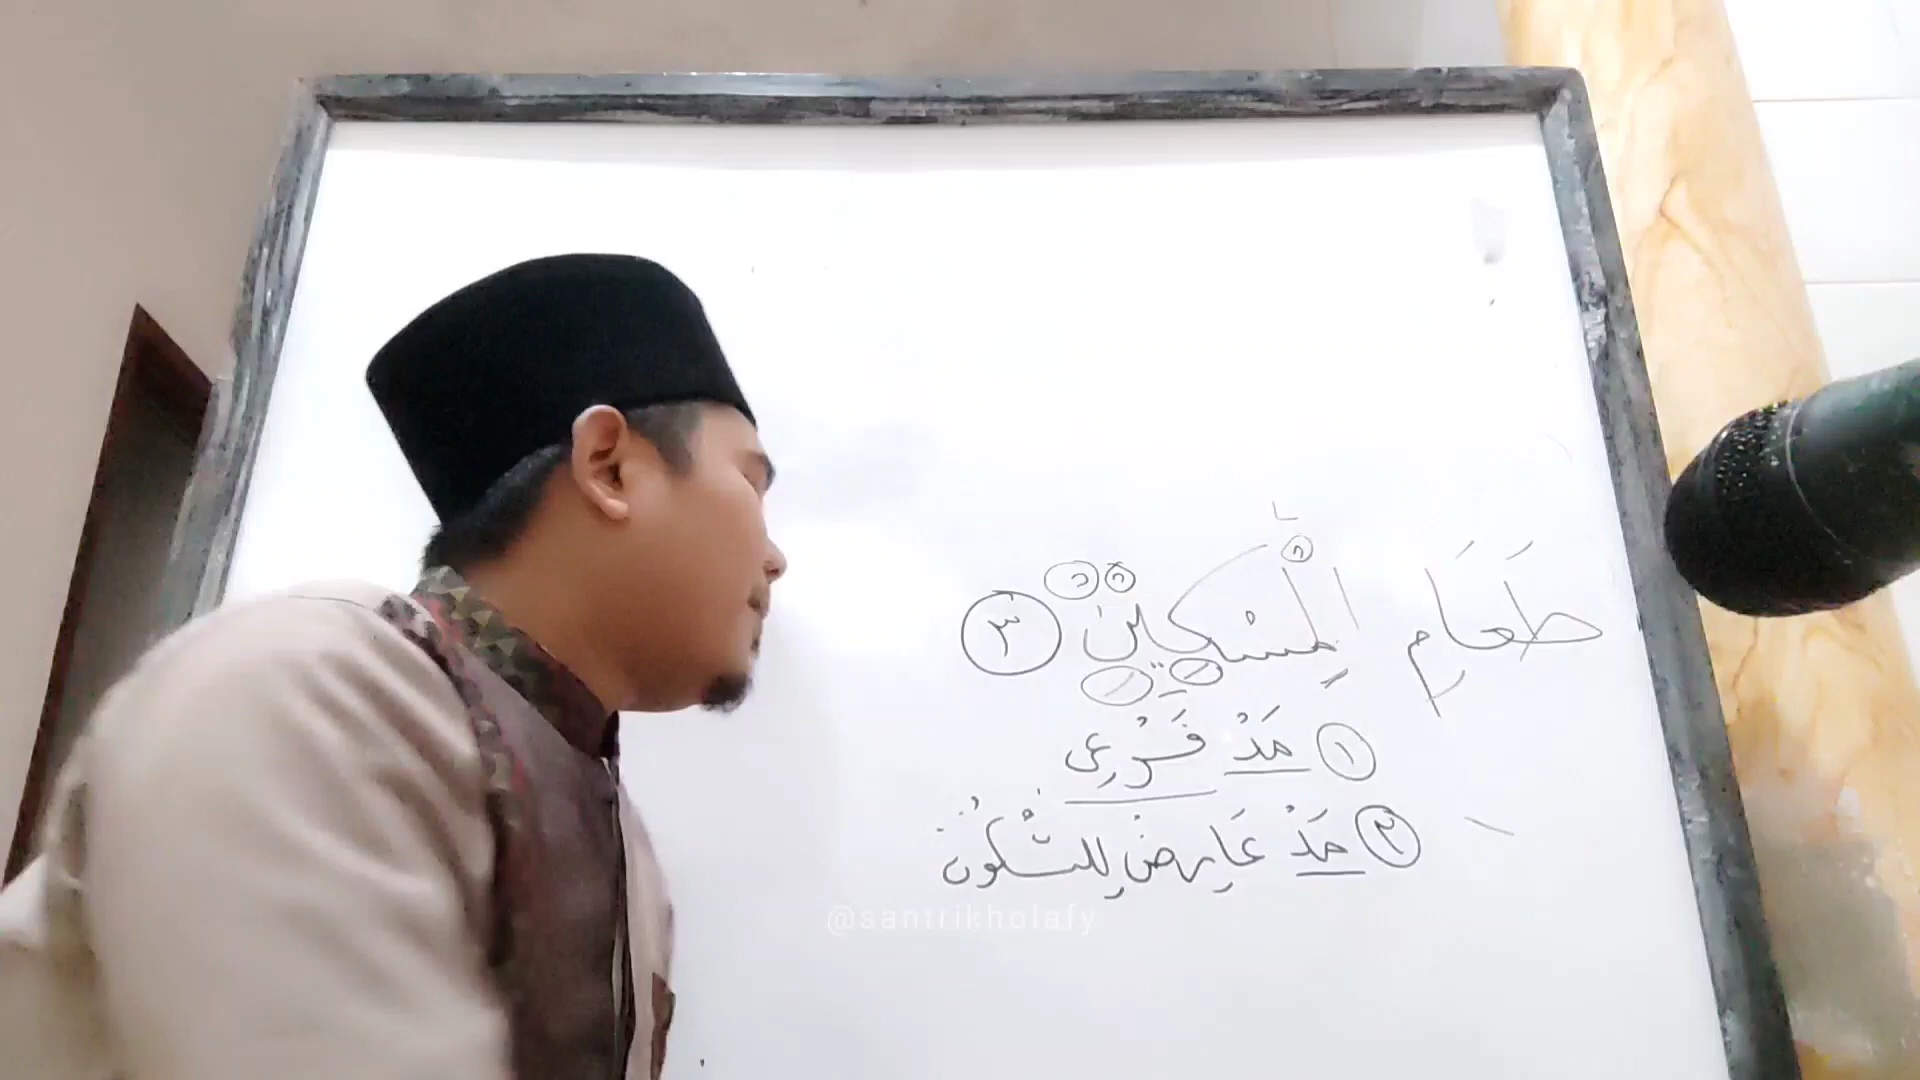 طَعَامِ الْمِسْكِيْنِ ٣
١ مَدْ فَرْعِى
٢ مَدْ عَارِضْ لِلسُّكُوْن
@santrikholafy